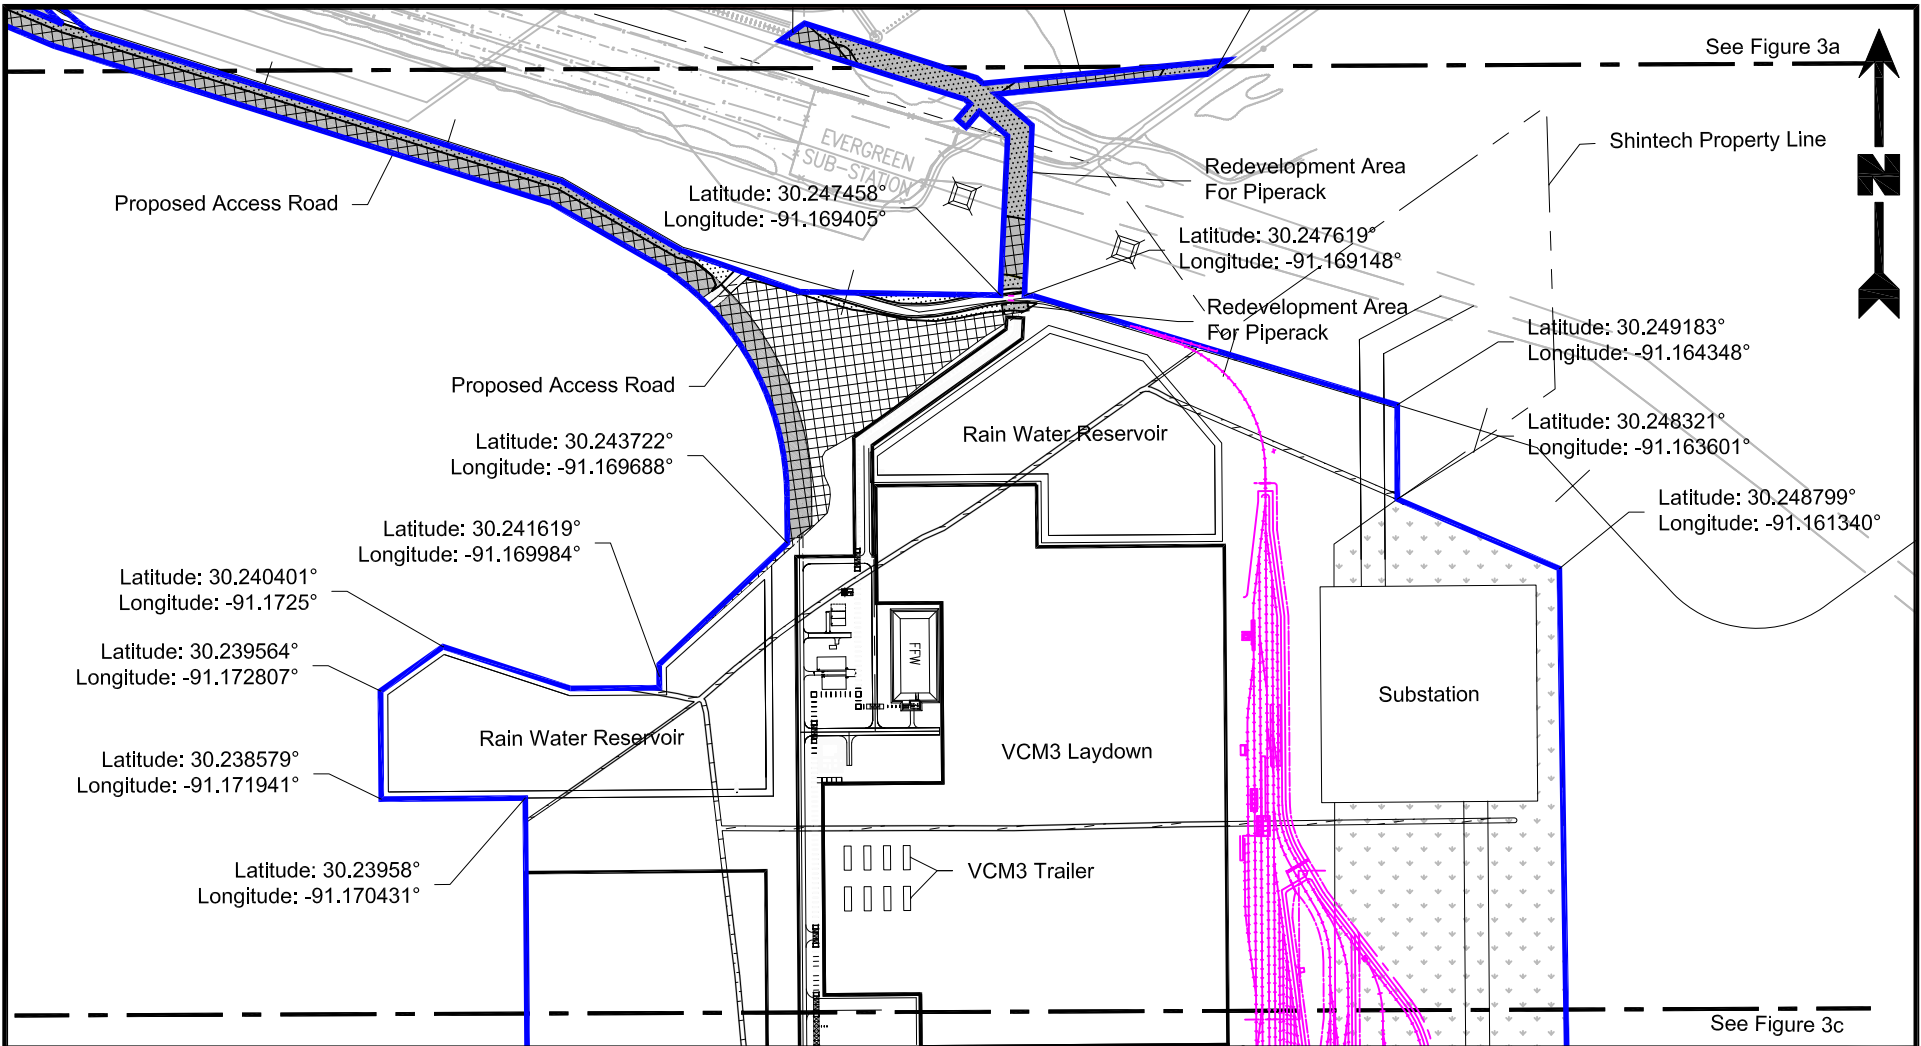 See Figure 3a
Shintech Property Line
EVERGREEN
SUB-STATION
Redevelopment Area
For Piperack
Proposed Access Road
Latitude: 30.247458°
Longitude: -91.169405°
Latitude: 30.247619°
Longitude: -91.169148°
Redevelopment Area
For Piperack
Latitude: 30.249183°
Longitude: -91.164348°
Proposed Access Road
Latitude: 30.248321°
Longitude: -91.163601°
Rain Water Reservoir
Latitude: 30.243722°
Longitude: -91.169688°
Latitude: 30.248799°
Longitude: -91.161340°
Latitude: 30.241619°
Longitude: -91.169984°
Latitude: 30.240401°
Longitude: -91.1725°
Latitude: 30.239564°
Longitude: -91.172807°
FFW
Substation
Rain Water Reservoir
VCM3 Laydown
Latitude: 30.238579°
Longitude: -91.171941°
Latitude: 30.23958°
Longitude: -91.170431°
VCM3 Trailer
See Figure 3c
N